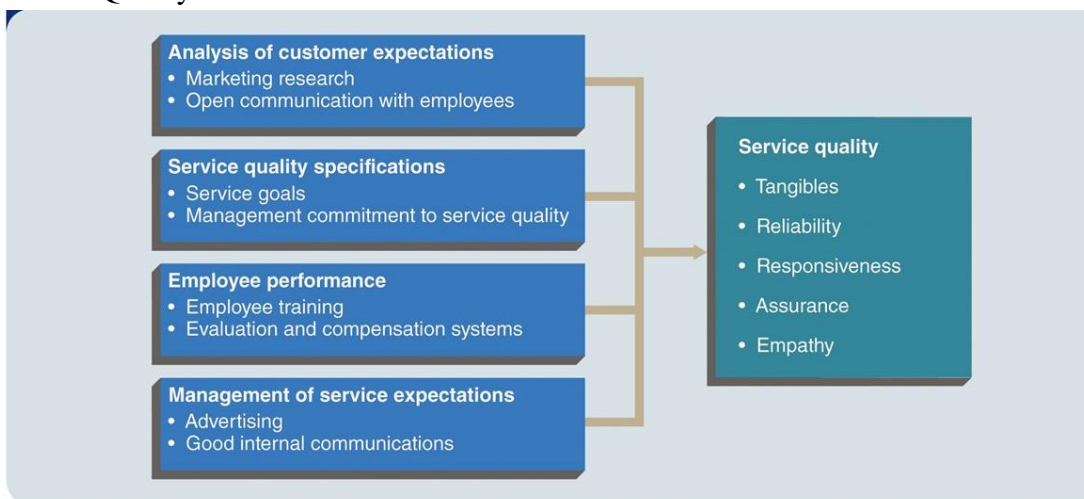 Analysis of customer expectations
• Marketing research
• Open communication with employees
Service quality specifications
• Service goals
• Management commitment to service quality
Employee performance
• Employee training
• Evaluation and compensation systems
Management of service expectations
• Advertising
• Good internal communications
Service quality
• Tangibles
• Reliability
• Responsiveness
• Assurance
• Empathy